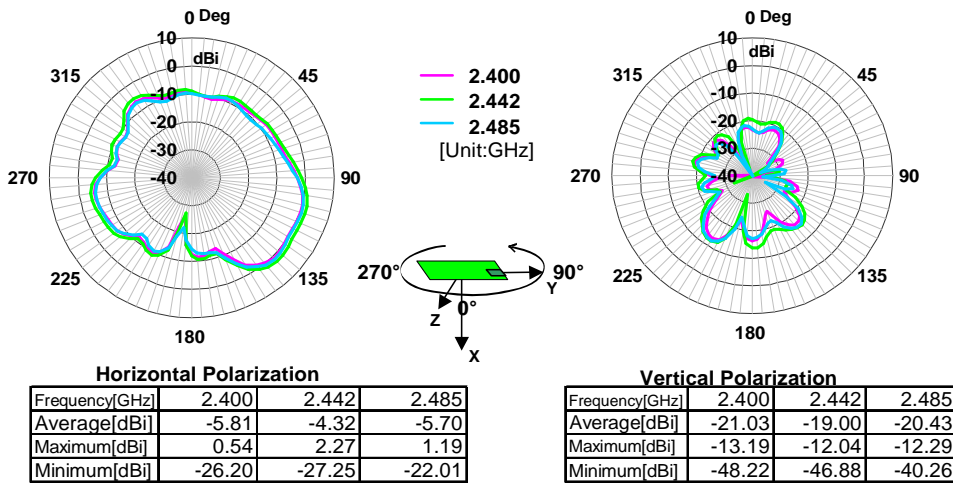 0 Deg
10
dBi
0
-10
-20
-30
-40
315
45
270
90
225
135
180
2.400
2.442
2.485
[Unit:GHz]
0 Deg
10
dBi
0
-10
-20
-30
-40
315
45
270
90
225
135
180
270°
90°
0°
Y
Z
X
Horizontal Polarization
Frequency[GHz] 2.400 2.442 2.485
Average[dBi] -5.81 -4.32 -5.70
Maximum[dBi] 0.54 2.27 1.19
Minimum[dBi] -26.20 -27.25 -22.01
Vertical Polarization
Frequency[GHz] 2.400 2.442 2.485
Average[dBi] -21.03 -19.00 -20.43
Maximum[dBi] -13.19 -12.04 -12.29
Minimum[dBi] -48.22 -46.88 -40.26